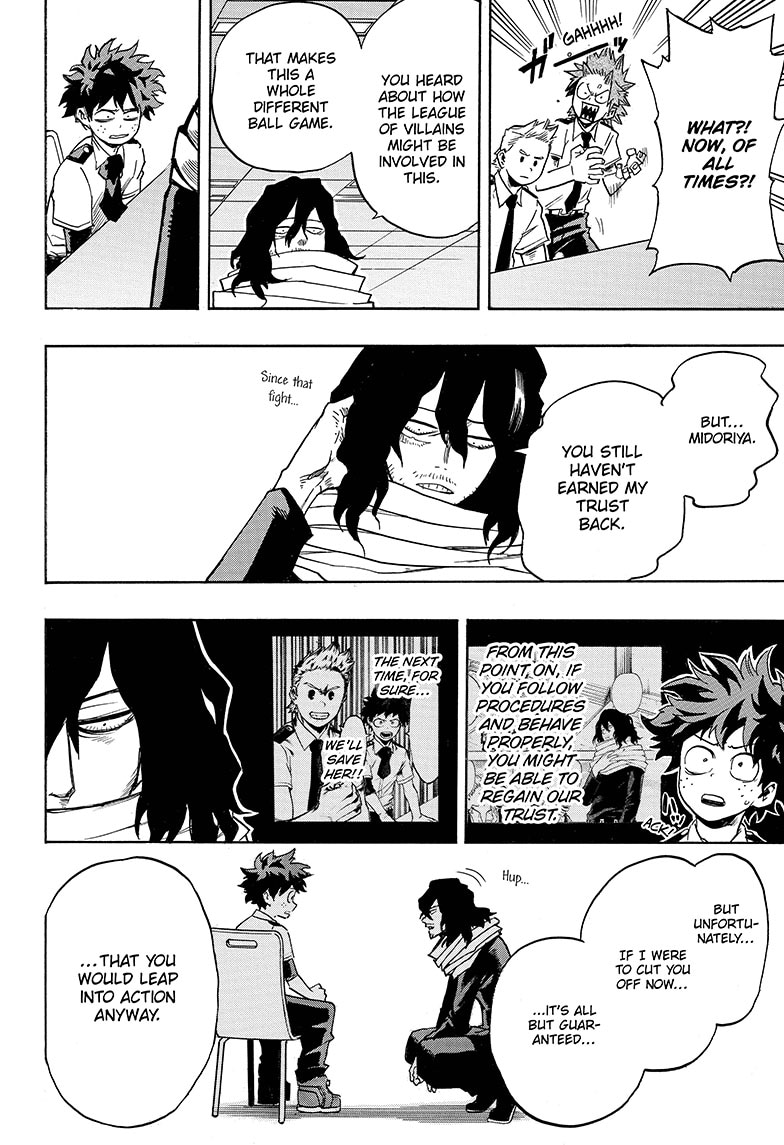 WHAT?!
NOW, OF
ALL
TIMES?!
GAHHHH!
ガッ
YOU HEARD
ABOUT HOW
THE LEAGUE
OF VILLAINS
MIGHT BE
INVOLVED IN
THIS.
THAT MAKES
THIS A
WHOLE
DIFFERENT
BALL GAME.
BUT...
MIDORIYA.
YOU STILL
HAVEN'T
EARNED MY
TRUST
BACK.
Since that
fight...
ACK!
FROM THIS
POINT ON, IF
YOU FOLLOW
PROCEDURES
AND BEHAVE
PROPERLY,
YOU MIGHT
BE ABLE TO
REGAIN OUR
TRUST.
THE NEXT
TIME, FOR
SURE...
WE'LL
SAVE
HER!!
BUT
UNFORTU-
NATELY...
IF I WERE
TO CUT YOU
OFF NOW...
...IT'S ALL
BUT GUAR-
ANTEED...
Hup...
...THAT YOU
WOULD LEAP
INTO ACTION
ANYWAY.